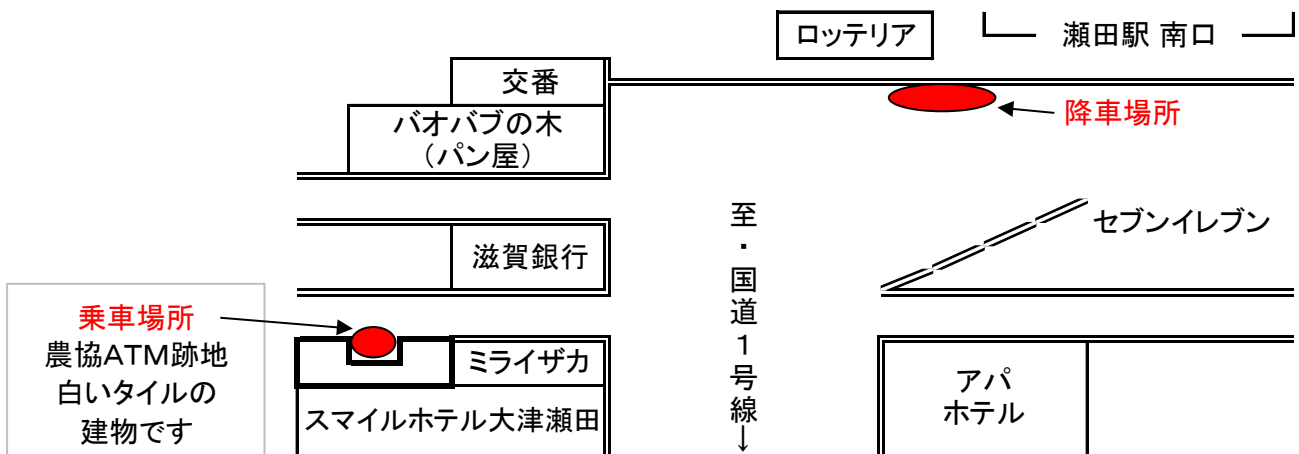 ロッテリア
瀬田駅 南口
交番
バオバブの木
（パン屋）
降車場所
至・国道１号線↓
セブンイレブン
滋賀銀行
乗車場所
農協ATM跡地
白いタイルの
建物です
ミライザカ
スマイルホテル大津瀬田
アパ
ホテル